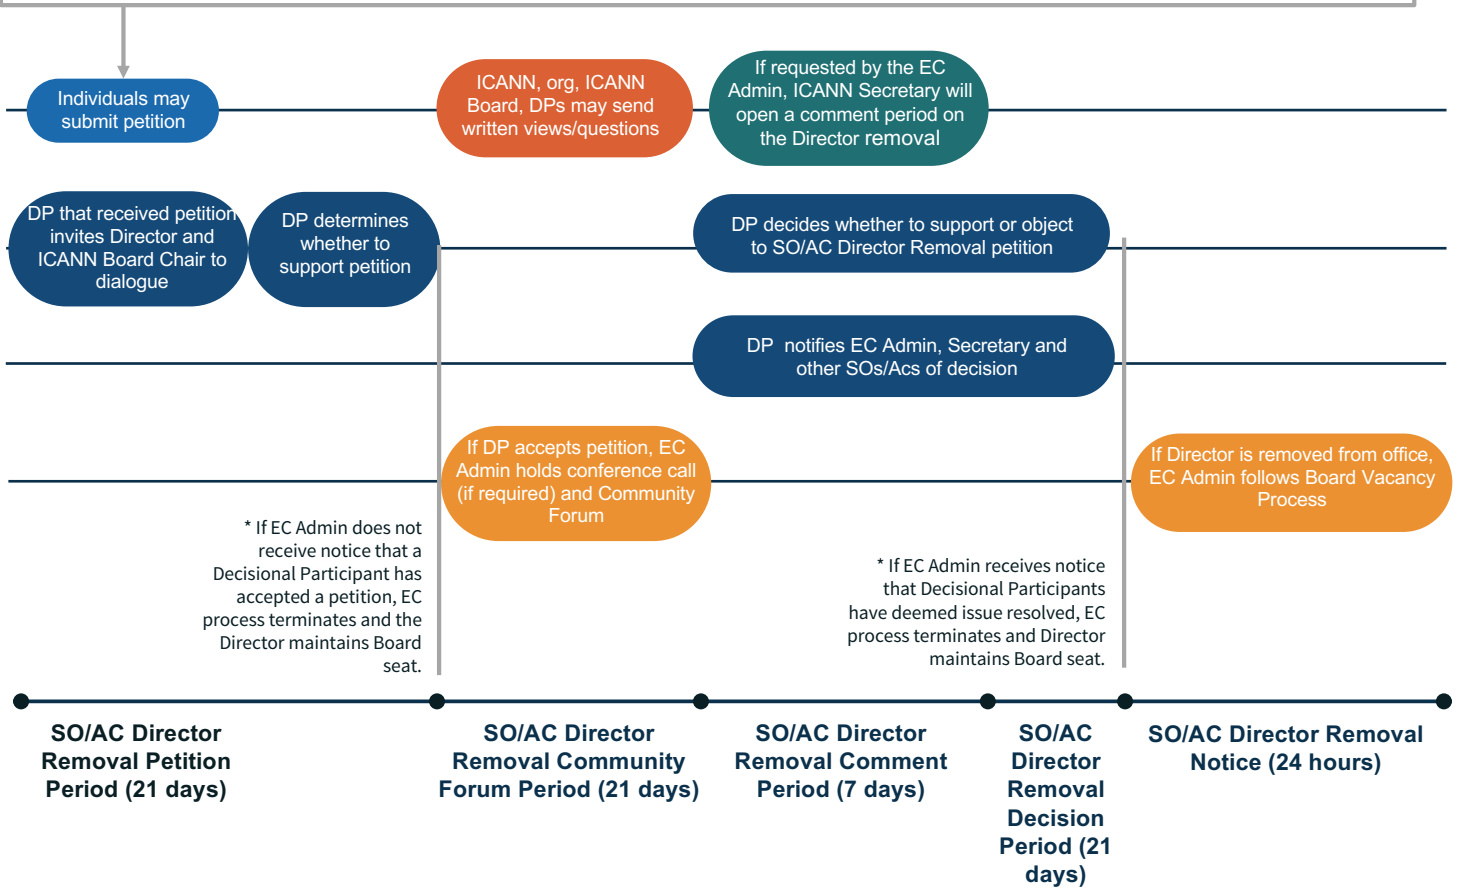 Individuals may
submit petition
ICANN, org, ICANN
Board, DPs may send
written views/questions
If requested by the EC
Admin, ICANN Secretary will
open a comment period on
the Director removal
DP that received petition
invites Director and
ICANN Board Chair to
dialogue
DP determines
whether to
support petition
DP decides whether to support or object
to SO/AC Director Removal petition
DP notifies EC Admin, Secretary and
other SOs/Acs of decision
If DP accepts petition, EC
Admin holds conference call
(if required) and Community
Forum
If Director is removed from office,
EC Admin follows Board Vacancy
Process
* If EC Admin does not
receive notice that a
Decisional Participant has
accepted a petition, EC
process terminates and the
Director maintains Board
seat.
* If EC Admin receives notice
that Decisional Participants
have deemed issue resolved, EC
process terminates and Director
maintains Board seat.
SO/AC Director
Removal Petition
Period (21 days)
SO/AC Director
Removal Community
Forum Period (21 days)
SO/AC Director
Removal Comment
Period (7 days)
SO/AC
Director
Removal
Decision
Period (21
days)
SO/AC Director Removal
Notice (24 hours)